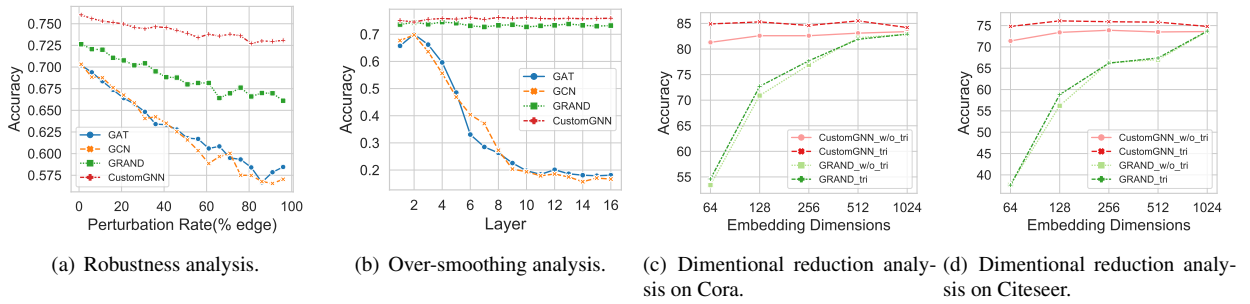 0.750
0.725
0.700
0.675
0.650
0.625
0.600
0.575
Accuracy
GAT
GCN
GRAND
CustomGNN
0 20 40 60 80 100
Perturbation Rate(% edge)
(a) Robustness analysis.
0.7
0.6
0.5
0.4
0.3
0.2
Accuracy
GAT
GCN
GRAND
CustomGNN
2 4 6 8 10 12 14 16
Layer
(b) Over-smoothing analysis.
85
80
75
70
65
60
55
Accuracy
CustomGNN_w/o_tri
CustomGNN_tri
GRAND_w/o_tri
GRAND_tri
64 128 256 512 1024
Embedding Dimensions
(c) Dimentional reduction analy-
sis on Cora.
75
70
65
60
55
50
45
40
Accuracy
CustomGNN_w/o_tri
CustomGNN_tri
GRAND_w/o_tri
GRAND_tri
64 128 256 512 1024
Embedding Dimensions
(d) Dimentional reduction analy-
sis on Citeseer.